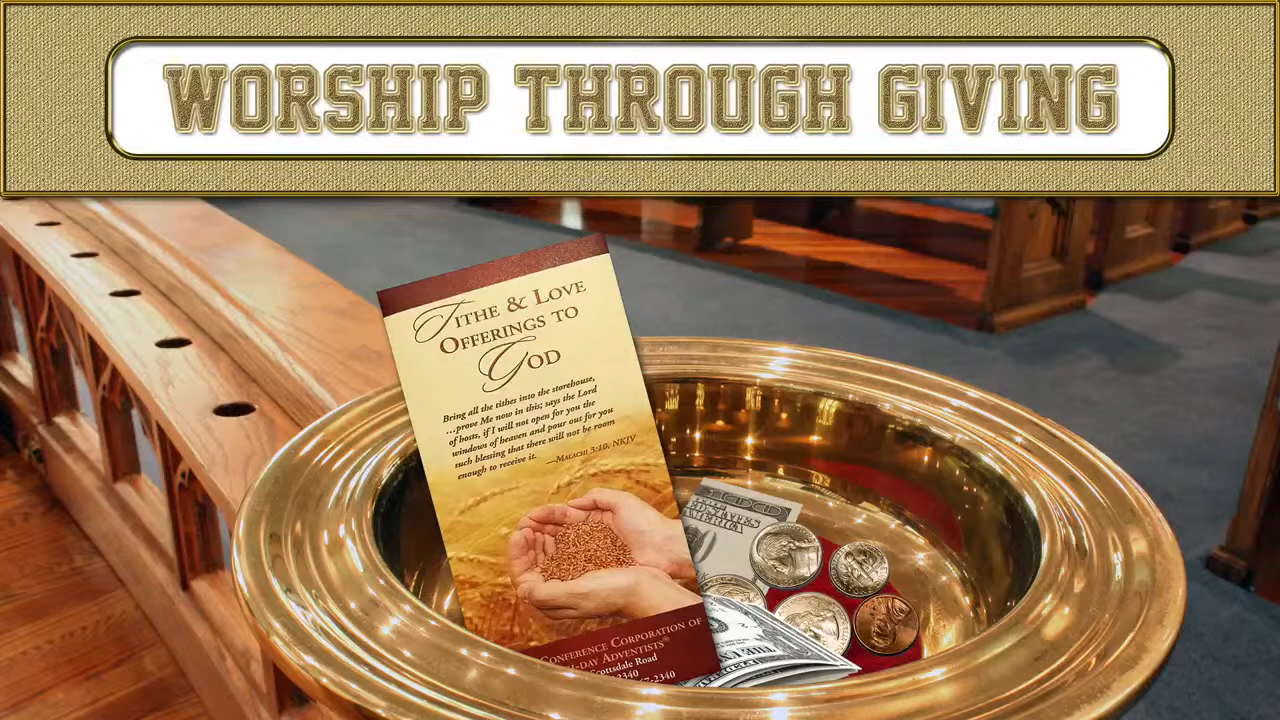 WORSHIP THROUGH GIVING
TITHE & LOVE
OFFERINGS TO
GOD
Bring all the tithes into the storehouse,
…prove Me now in this; says the Lord
of hosts, if I will not open for you the
windows of heaven and pour out for you
such blessing that there will not be room
enough to receive it.
—MALACHI 3:10, NKJV
CONFERENCE CORPORATION OF
-DAY ADVENTISTS®
Scottsdale Road
2340
7-2340